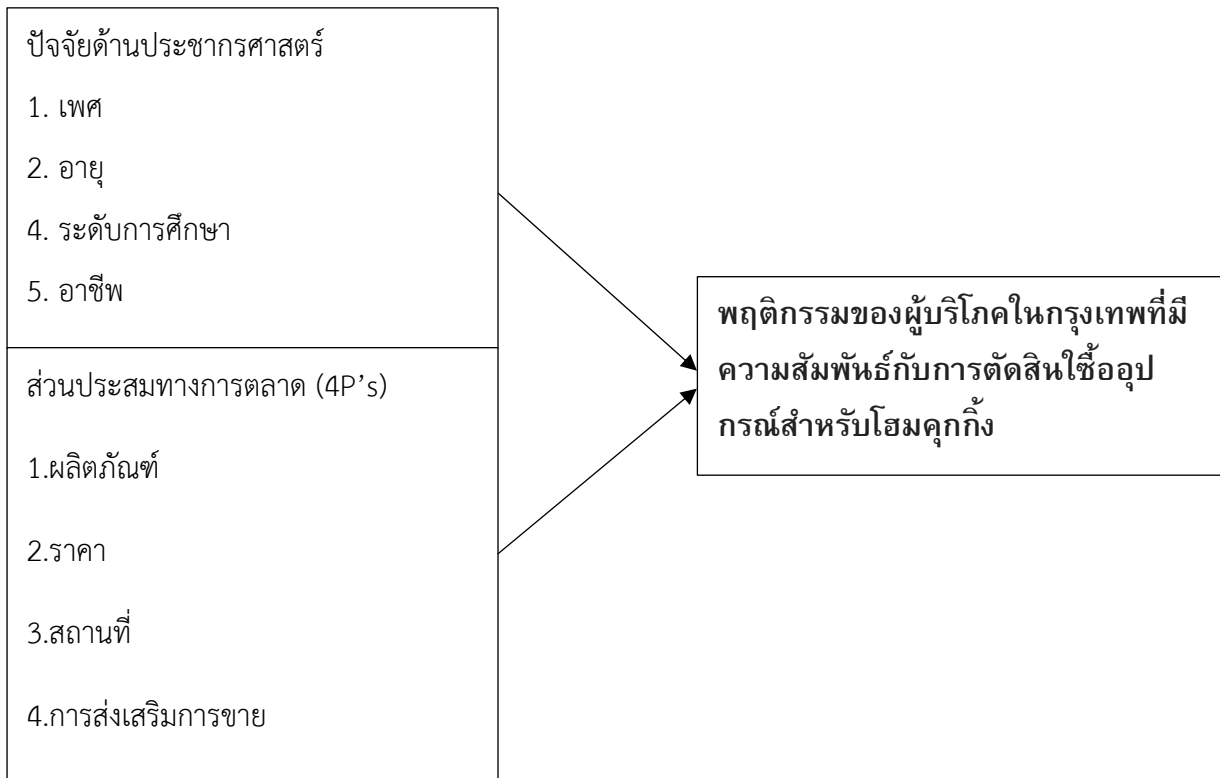 ปัจจัยด้านประชากรศาสตร์
1. เพศ
2. อายุ
4. ระดับการศึกษา
5. อาชีพ
ส่วนประสมทางการตลาด (4P’s)
1.ผลิตภัณฑ์
2.ราคา
3.สถานที่
4.การส่งเสริมการขาย
พฤติกรรมของผู้บริโภคในกรุงเทพที่มี
ความสัมพันธ์กับการตัดสินใซื้ออุป
กรณ์สำหรับโฮมคุกกิ้ง